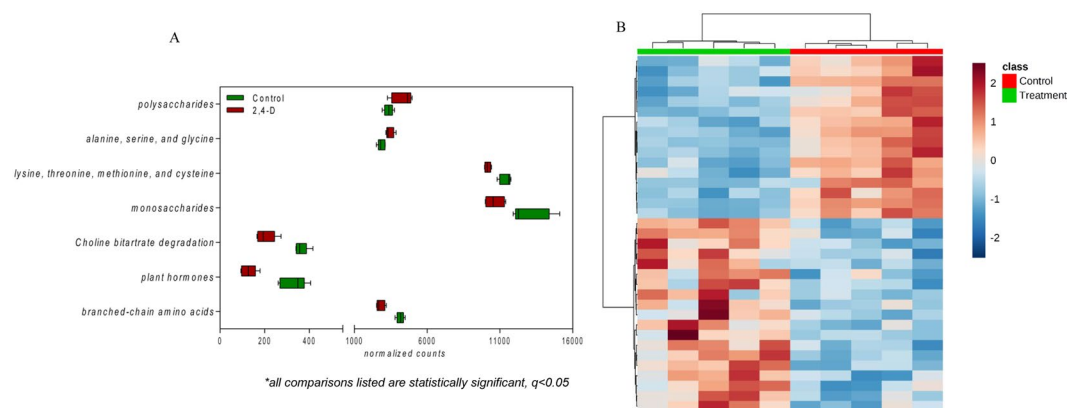 A
B
Control
2,4-D
polysaccharides
alanine, serine, and glycine
lysine, threonine, methionine, and cysteine
monosaccharides
Choline bitartrate degradation
plant hormones
branched-chain amino acids
0 200 400 1000 6000 11000 16000
normalized counts
*all comparisons listed are statistically significant, q<0.05
class
Control
Treatment
2
1
0
-1
-2